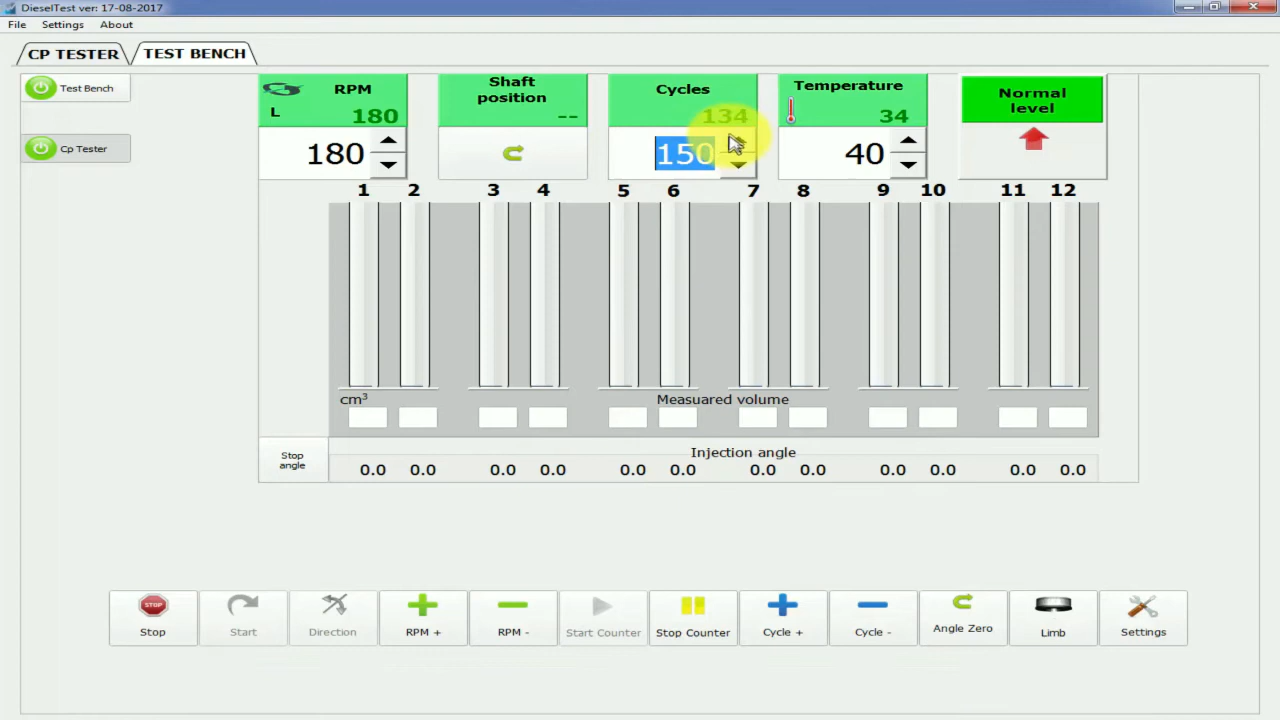 DieselTest ver: 17-08-2017
File Settings About
CP TESTER TEST BENCH
Test Bench
Cp Tester
RPM
L 180
180
Shaft
position
--
Cycles
134
150
Temperature
34
40
Normal
level
1 2 3 4 5 6 7 8 9 10 11 12
cm³ Measuared volume
Stop
angle
Injection angle
0.0 0.0 0.0 0.0 0.0 0.0 0.0 0.0 0.0 0.0 0.0 0.0
STOP
Stop Start Direction RPM + RPM - Start Counter Stop Counter Cycle + Cycle - Angle Zero Limb Settings